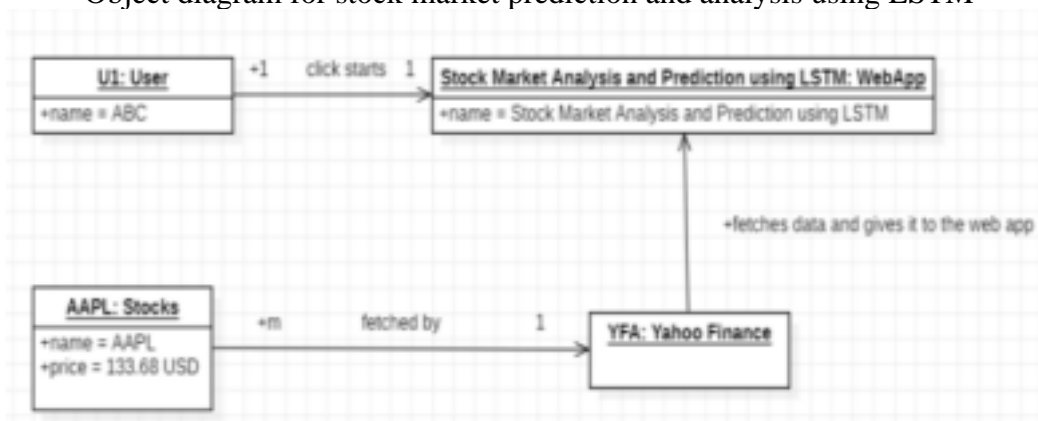 Object diagram for stock market prediction and analysis using LSTM
U1: User
+name = ABC
+1 click starts 1
Stock Market Analysis and Prediction using LSTM: WebApp
+name = Stock Market Analysis and Prediction using LSTM
+fetches data and gives it to the web app
AAPL: Stocks
+name = AAPL
+price = 133.68 USD
+m fetched by 1
YFA: Yahoo Finance